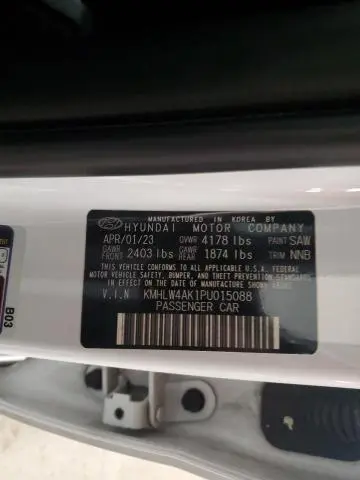 MANUFACTURED IN KOREA BY
HYUNDAI MOTOR COMPANY
APR/01/23 GVWR 4178 lbs PAINT SAW
GAWR FRONT 2403 lbs GAWR REAR 1874 lbs TRIM NNB
THIS VEHICLE CONFORMS TO ALL APPLICABLE U.S.A. FEDERAL
MOTOR VEHICLE SAFETY, BUMPER, AND THEFT PREVENTION STANDARDS
IN EFFECT ON THE DATE OF MANUFACTURE SHOWN ABOVE.
V.I.N KMHLW4AK1PU015088
PASSENGER CAR
B03